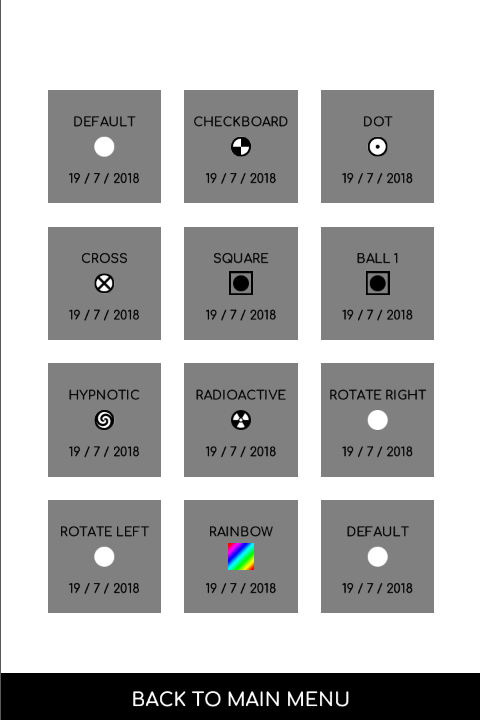 DEFAULT
19 / 7 / 2018
CHECKBOARD
19 / 7 / 2018
DOT
19 / 7 / 2018
CROSS
19 / 7 / 2018
SQUARE
19 / 7 / 2018
BALL 1
19 / 7 / 2018
HYPNOTIC
19 / 7 / 2018
RADIOACTIVE
19 / 7 / 2018
ROTATE RIGHT
19 / 7 / 2018
ROTATE LEFT
19 / 7 / 2018
RAINBOW
19 / 7 / 2018
DEFAULT
19 / 7 / 2018
BACK TO MAIN MENU